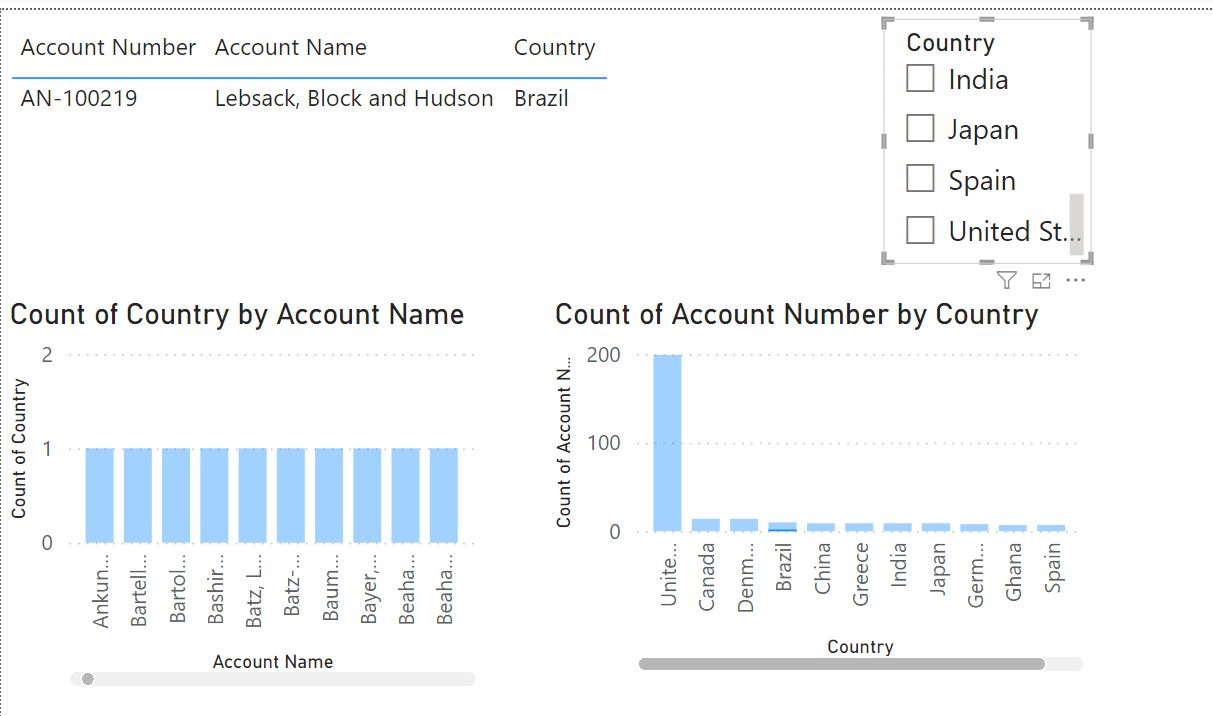 Account Number Account Name Country
AN-100219 Lebsack, Block and Hudson Brazil
Country
India
Japan
Spain
United St...
Count of Country by Account Name
Count of Country
2
1
0
Ankun...
Bartell...
Bartol...
Bashir...
Batz, L...
Batz-...
Baum...
Bayer,...
Beaha...
Beaha...
Account Name
Count of Account Number by Country
Count of Account N...
200
100
0
Unite...
Canada
Denm...
Brazil
China
Greece
India
Japan
Germ...
Ghana
Spain
Country